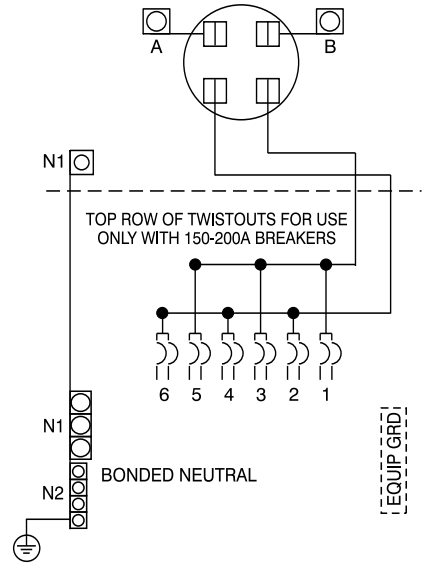 A
B
N1
TOP ROW OF TWISTOUTS FOR USE
ONLY WITH 150-200A BREAKERS
6 5 4 3 2 1
N1
BONDED NEUTRAL
N2
EQUIP GRD